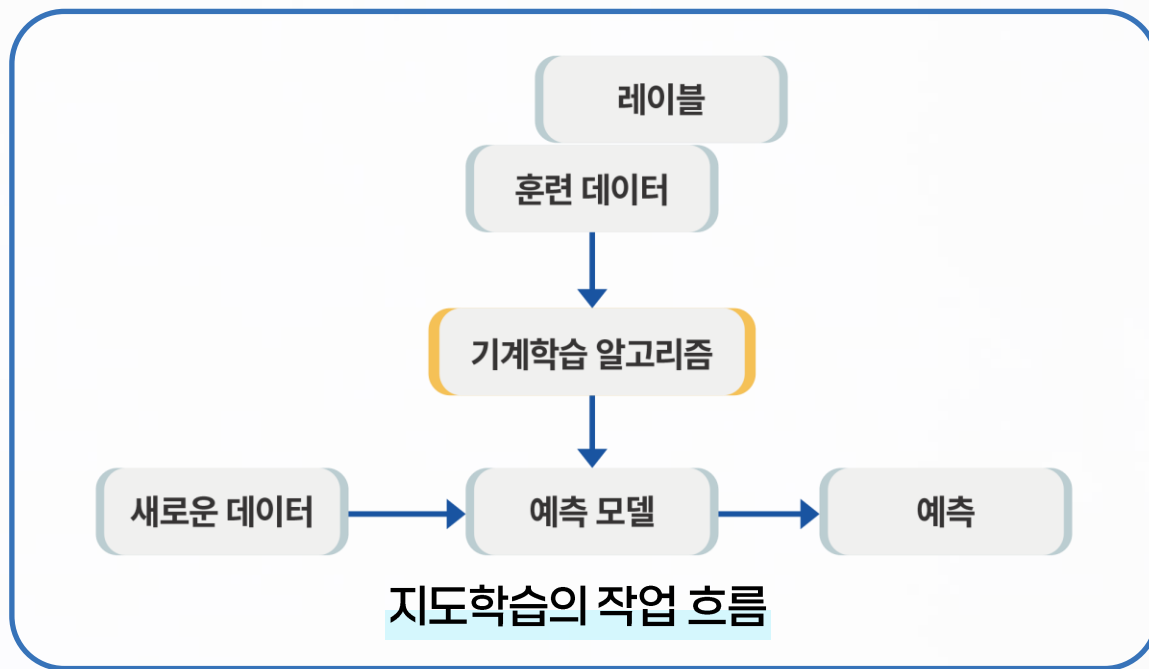 레이블
훈련 데이터
기계학습 알고리즘
새로운 데이터
예측 모델
예측
지도학습의 작업 흐름